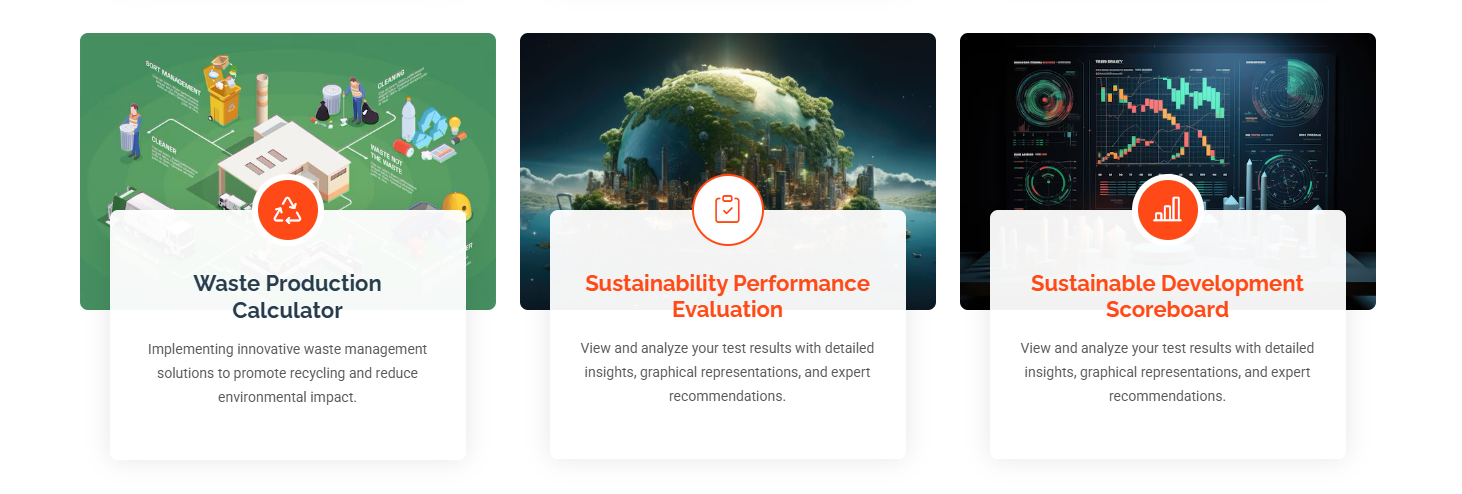 SORT MANAGEMENT
CLEANING
CLEANER
WASTE NOT
THE WASTE
Waste Production
Calculator
Implementing innovative waste management
solutions to promote recycling and reduce
environmental impact.
Sustainability Performance
Evaluation
View and analyze your test results with detailed
insights, graphical representations, and expert
recommendations.
Sustainable Development
Scoreboard
View and analyze your test results with detailed
insights, graphical representations, and expert
recommendations.